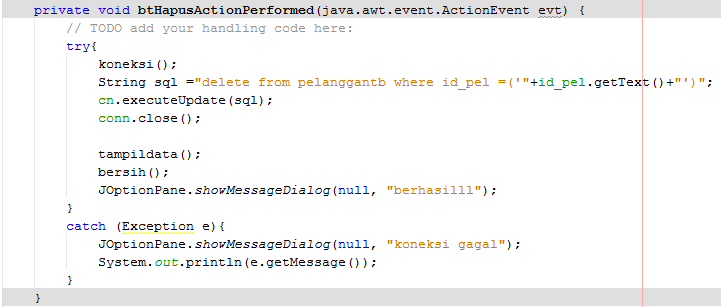 private void btHapusActionPerformed(java.awt.event.ActionEvent evt) {
// TODO add your handling code here:
try{
koneksi();
String sql ="delete from pelanggantb where id_pel =('"+id_pel.getText()+"')";
cn.executeUpdate(sql);
conn.close();
tampildata();
bersih();
JOptionPane.showMessageDialog(null, "berhasilll");
}
catch (Exception e){
JOptionPane.showMessageDialog(null, "koneksi gagal");
System.out.println(e.getMessage());
}
}